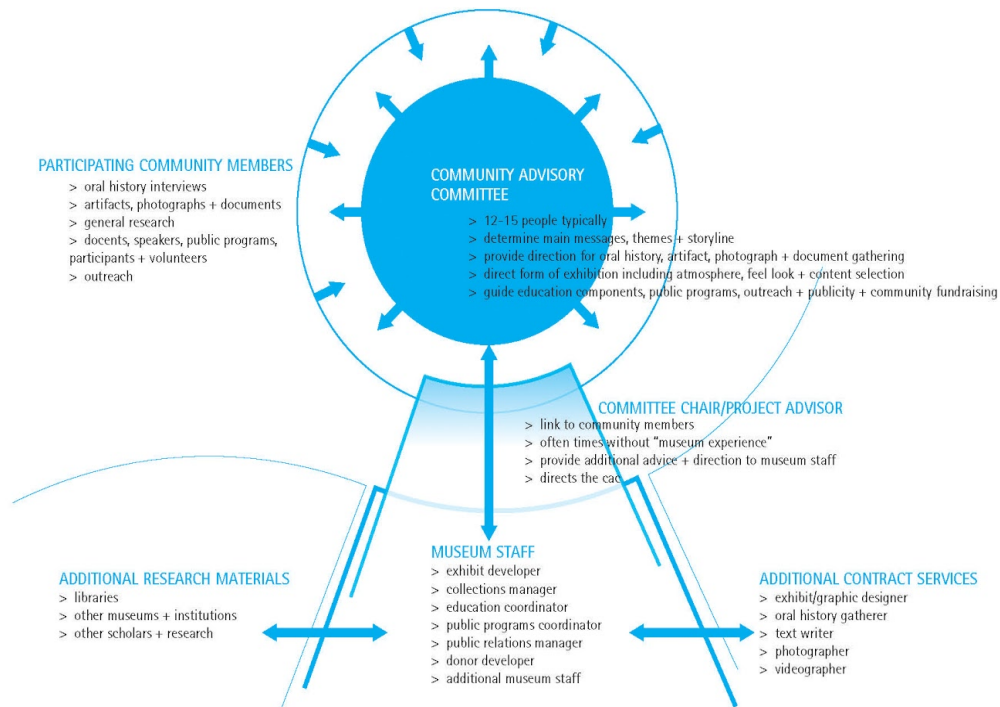 PARTICIPATING COMMUNITY MEMBERS
> oral history interviews
> artifacts, photographs + documents
> general research
> docents, speakers, public programs,
participants + volunteers
> outreach
COMMUNITY ADVISORY
COMMITTEE
> 12-15 people typically
> determine main messages, themes + storyline
> provide direction for oral history, artifact, photograph + document gathering
> direct form of exhibition including atmosphere, feel look + content selection
> guide education components, public programs, outreach + publicity + community fundraising
COMMITTEE CHAIR/PROJECT ADVISOR
> link to community members
> often times without “museum experience”
> provide additional advice + direction to museum staff
> directs the cac
ADDITIONAL RESEARCH MATERIALS
> libraries
> other museums + institutions
> other scholars + research
MUSEUM STAFF
> exhibit developer
> collections manager
> education coordinator
> public programs coordinator
> public relations manager
> donor developer
> additional museum staff
ADDITIONAL CONTRACT SERVICES
> exhibit/graphic designer
> oral history gatherer
> text writer
> photographer
> videographer